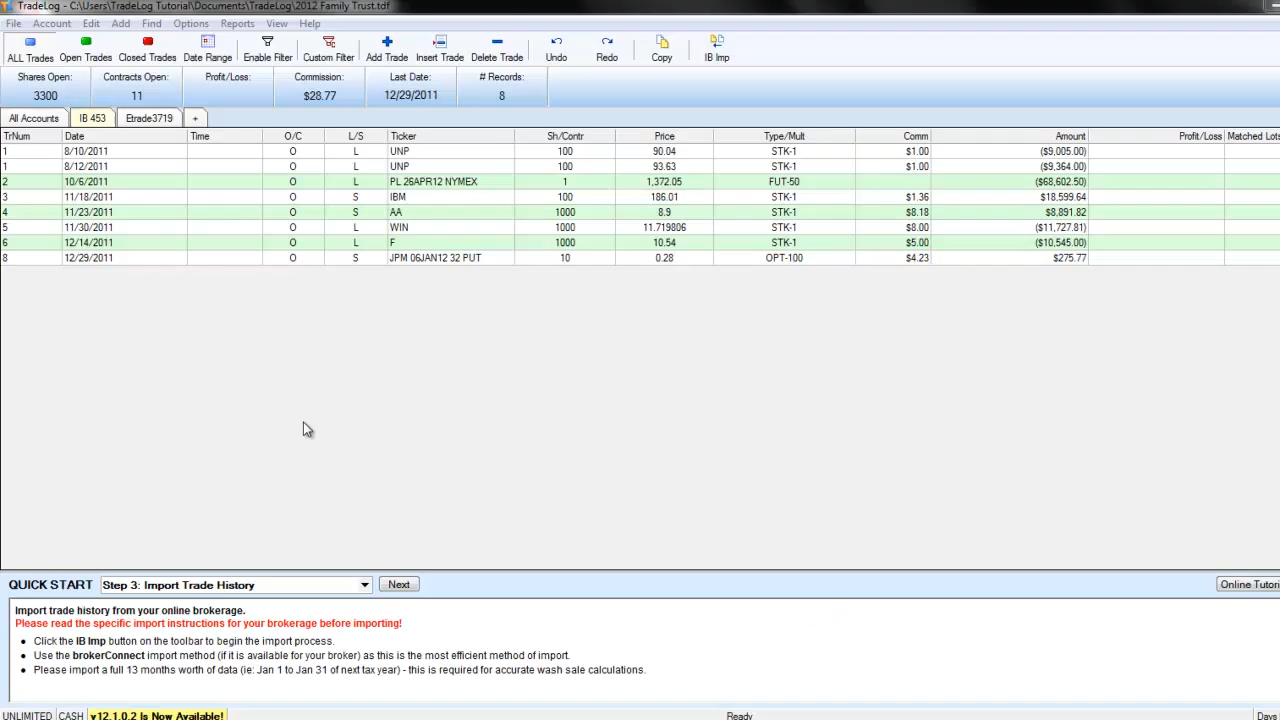 TradeLog - C:\Users\TradeLog Tutorial\Documents\TradeLog\2012 Family Trust.tdf
File Account Edit Add Find Options Reports View Help
ALL Trades Open Trades Closed Trades Date Range Enable Filter Custom Filter Add Trade Insert Trade Delete Trade Undo Redo Copy IB Imp
Shares Open: Contracts Open: Profit/Loss: Commission: Last Date: # Records:
3300 11 $28.77 12/29/2011 8
All Accounts IB 453 Etrade3719 +
TrNum Date Time O/C L/S Ticker Sh/Contr Price Type/Mult Comm Amount Profit/Loss Matched Lots
1 8/10/2011 O L UNP 100 90.04 STK-1 $1.00 ($9,005.00)
1 8/12/2011 O L UNP 100 93.63 STK-1 $1.00 ($9,364.00)
2 10/6/2011 O L PL 26APR12 NYMEX 1 1,372.05 FUT-50 ($68,602.50)
3 11/18/2011 O S IBM 100 186.01 STK-1 $1.36 $18,599.64
4 11/23/2011 O S AA 1000 8.9 STK-1 $8.18 $8,891.82
5 11/30/2011 O L WIN 1000 11.719806 STK-1 $8.00 ($11,727.81)
6 12/14/2011 O L F 1000 10.54 STK-1 $5.00 ($10,545.00)
8 12/29/2011 O S JPM 06JAN12 32 PUT 10 0.28 OPT-100 $4.23 $275.77
QUICK START Step 3: Import Trade History Next Online Tutori
Import trade history from your online brokerage.
Please read the specific import instructions for your brokerage before importing!
• Click the IB Imp button on the toolbar to begin the import process.
• Use the brokerConnect import method (if it is available for your broker) as this is the most efficient method of import.
• Please import a full 13 months worth of data (ie: Jan 1 to Jan 31 of next tax year) - this is required for accurate wash sale calculations.
UNLIMITED CASH v12.1.0.2 Is Now Available! Ready Days